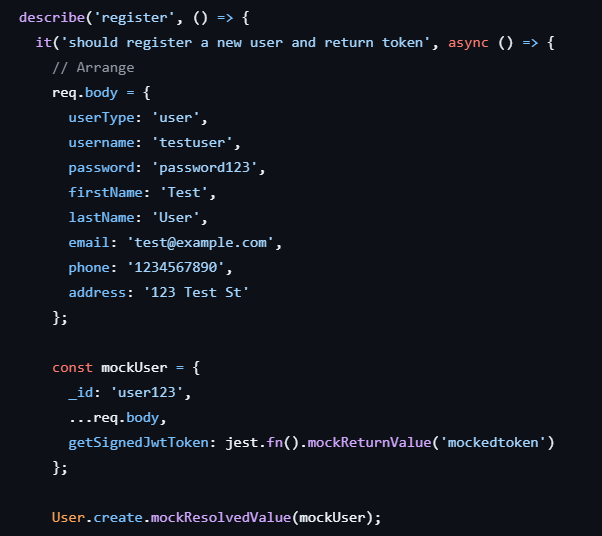 describe('register', () => {
  it('should register a new user and return token', async () => {
    // Arrange
    req.body = {
      userType: 'user',
      username: 'testuser',
      password: 'password123',
      firstName: 'Test',
      lastName: 'User',
      email: 'test@example.com',
      phone: '1234567890',
      address: '123 Test St'
    };

    const mockUser = {
      _id: 'user123',
      ...req.body,
      getSignedJwtToken: jest.fn().mockReturnValue('mockedtoken')
    };

    User.create.mockResolvedValue(mockUser);